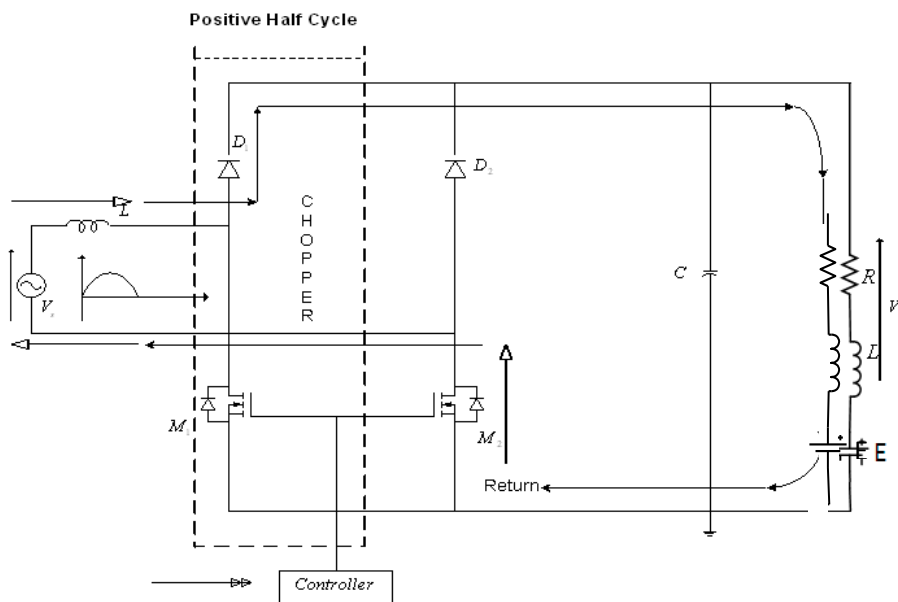 Positive Half Cycle
D₁
D₂
L
CHOPPER
Vₛ
C
R
V
L
M₁
M₂
E
Return
Controller